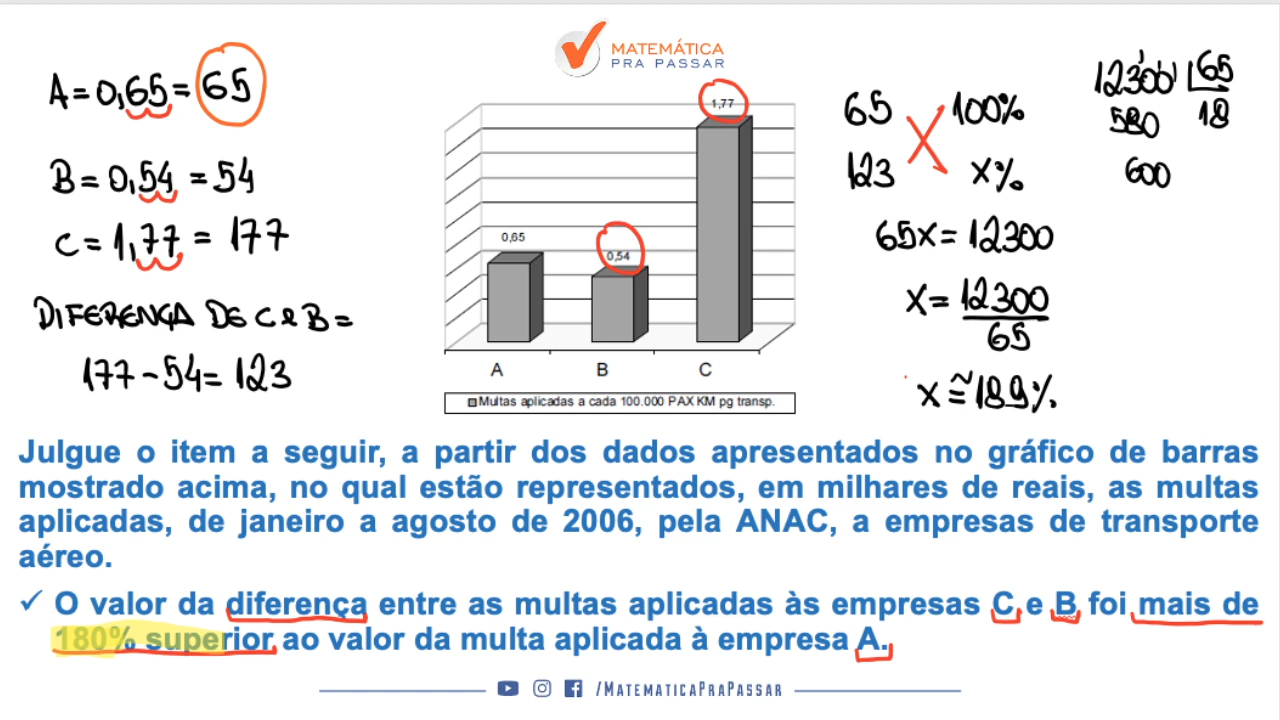 MATEMÁTICA
PRA PASSAR
A = 0,65 = 65
B = 0,54 = 54
C = 1,77 = 177
DIFERENÇA DE C e B =
177 - 54 = 123
1,77
0,65
0,54
A B C
Multas aplicadas a cada 100.000 PAX KM pg transp.
65 100%
123 X%
65X = 12300
X = 12300
65
X ≅ 189%
12300 65
580 18
600
Julgue o item a seguir, a partir dos dados apresentados no gráfico de barras
mostrado acima, no qual estão representados, em milhares de reais, as multas
aplicadas, de janeiro a agosto de 2006, pela ANAC, a empresas de transporte
aéreo.
✓ O valor da diferença entre as multas aplicadas às empresas C e B foi mais de
180% superior ao valor da multa aplicada à empresa A.
/MATEMATICAPRAPASSAR